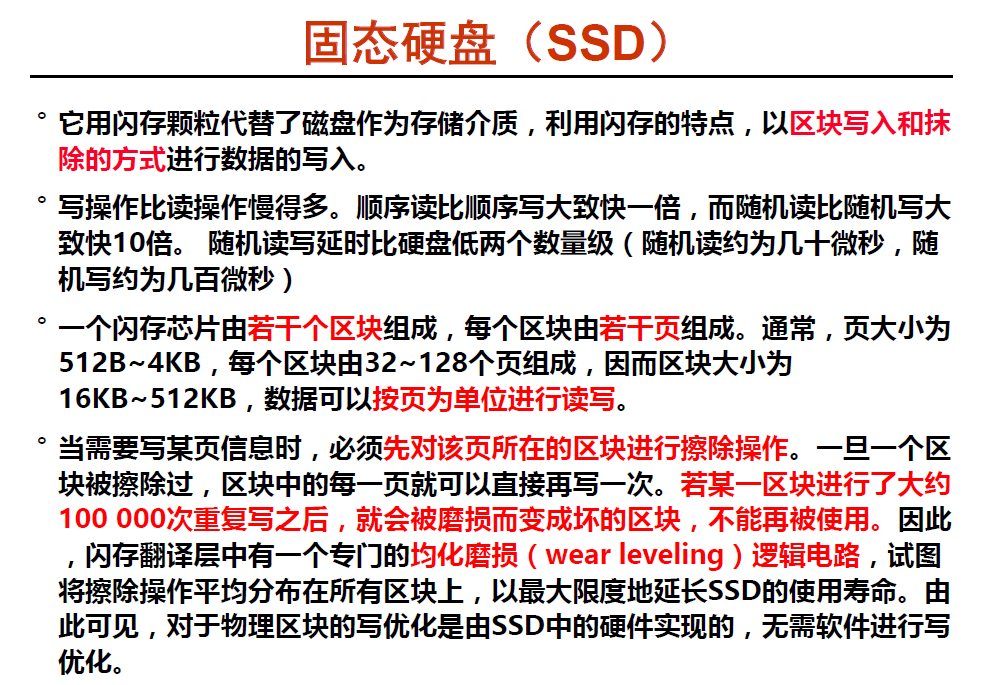 固态硬盘（SSD）
° 它用闪存颗粒代替了磁盘作为存储介质，利用闪存的特点，以区块写入和抹
除的方式进行数据的写入。
° 写操作比读操作慢得多。顺序读比顺序写大致快一倍，而随机读比随机写大
致快10倍。 随机读写延时比硬盘低两个数量级（随机读约为几十微秒，随
机写约为几百微秒）
° 一个闪存芯片由若干个区块组成，每个区块由若干页组成。通常，页大小为
512B~4KB，每个区块由32~128个页组成，因而区块大小为
16KB~512KB，数据可以按页为单位进行读写。
° 当需要写某页信息时，必须先对该页所在的区块进行擦除操作。一旦一个区
块被擦除过，区块中的每一页就可以直接再写一次。若某一区块进行了大约
100 000次重复写之后，就会被磨损而变成坏的区块，不能再被使用。因此
，闪存翻译层中有一个专门的均化磨损（wear leveling）逻辑电路，试图
将擦除操作平均分布在所有区块上，以最大限度地延长SSD的使用寿命。由
此可见，对于物理区块的写优化是由SSD中的硬件实现的，无需软件进行写
优化。